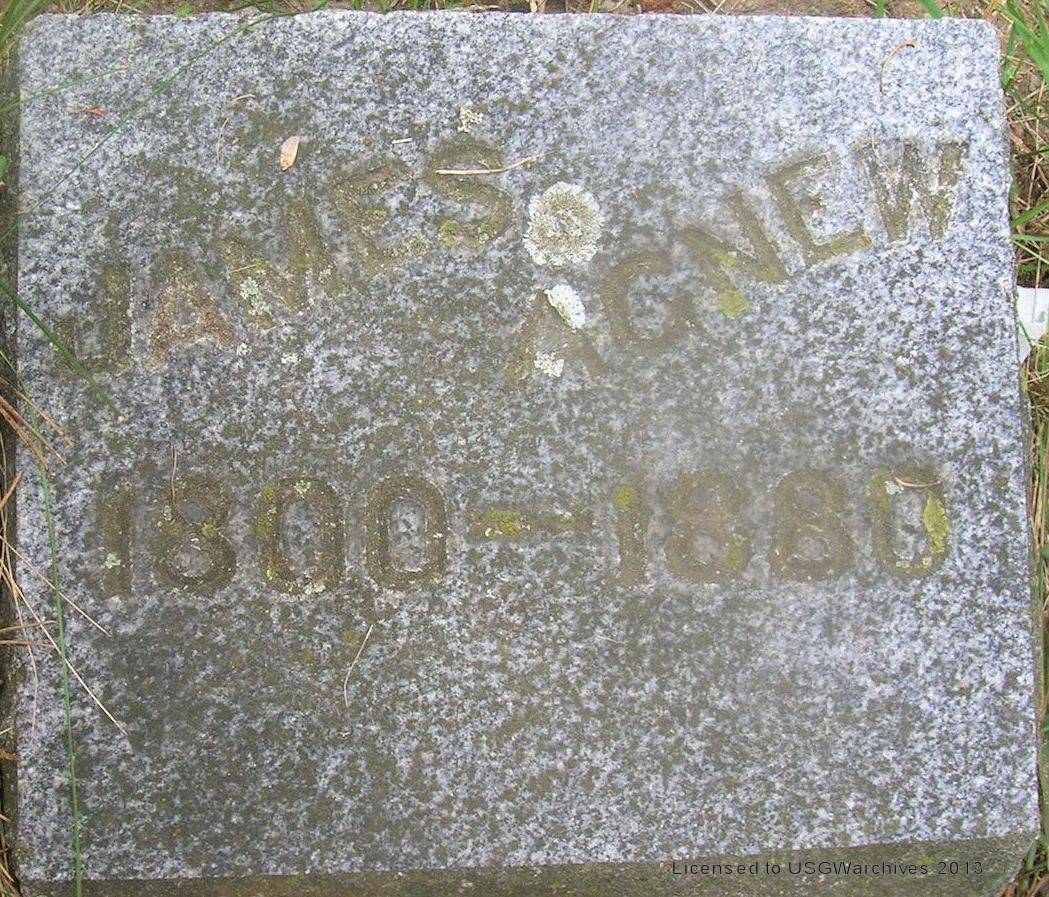 JAMES AGNEW
1800-1880
Licensed to USGWarchives 2013